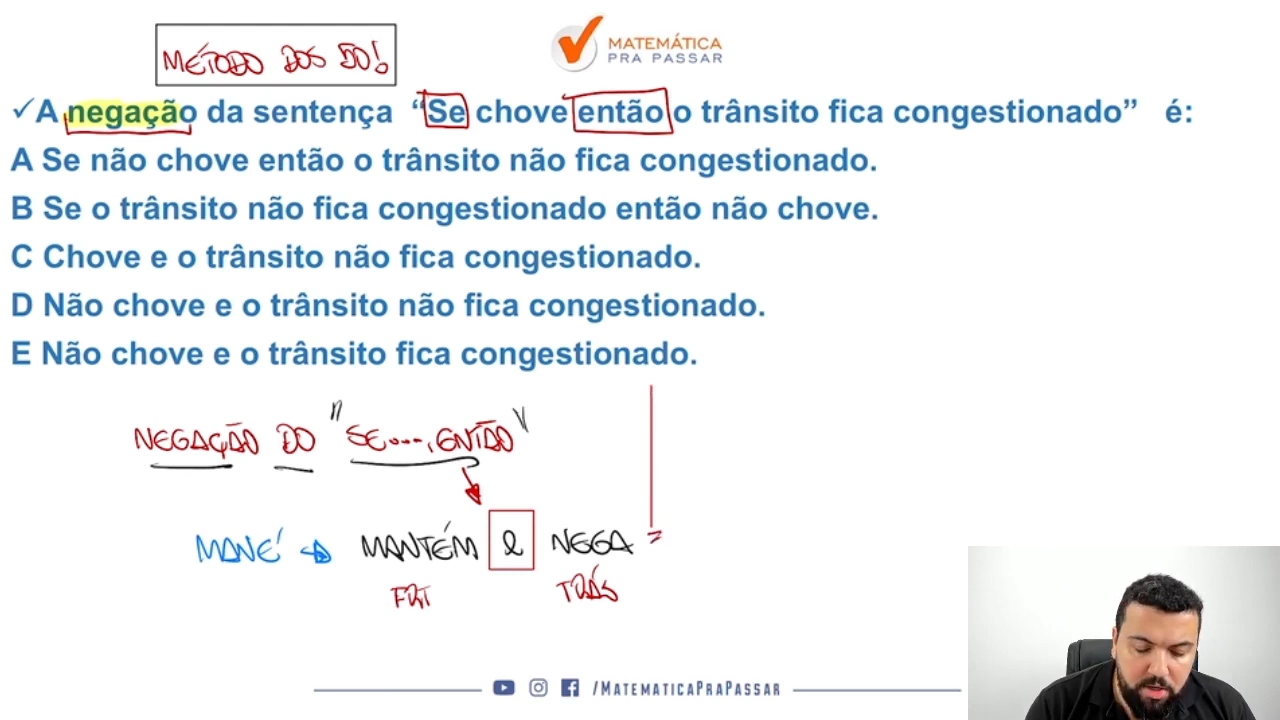 MÉTODO DOS 50!
MATEMÁTICA
PRA PASSAR
✓A negação da sentença “Se chove então o trânsito fica congestionado” é:
A Se não chove então o trânsito não fica congestionado.
B Se o trânsito não fica congestionado então não chove.
C Chove e o trânsito não fica congestionado.
D Não chove e o trânsito não fica congestionado.
E Não chove e o trânsito fica congestionado.
NEGAÇÃO DO "SE...,ENTÃO"
MANÉ → MANTÉM e NEGA
FRT TRÁS
/MATEMATICAPRAPASSAR